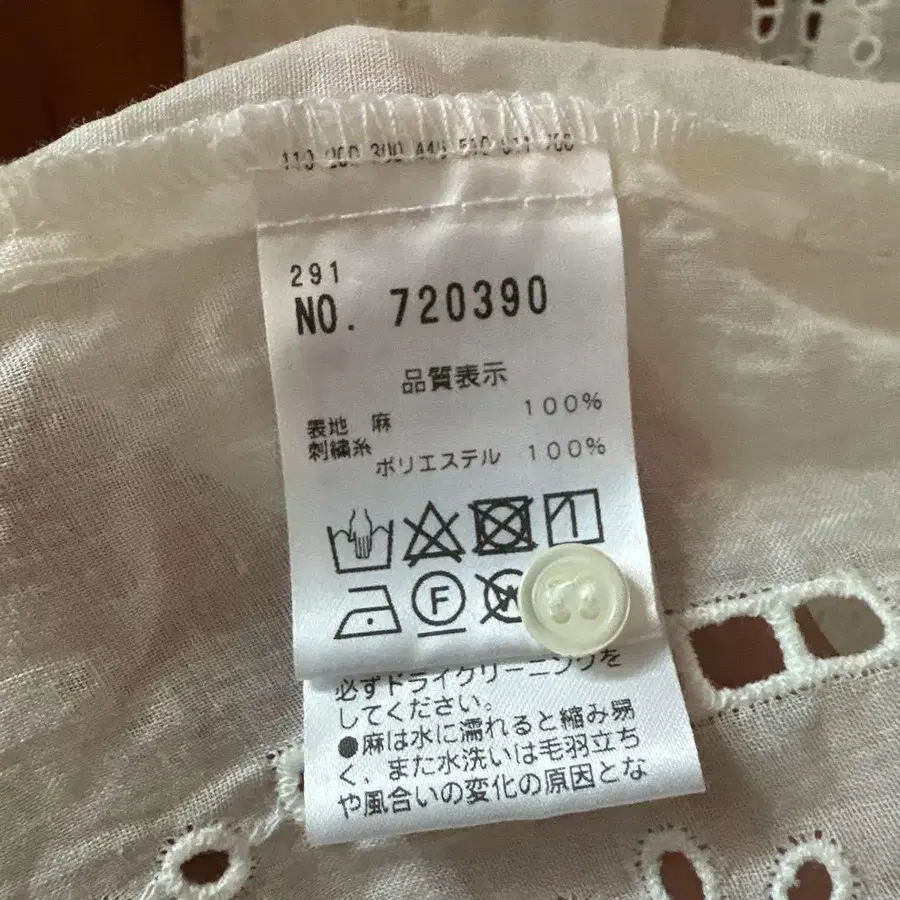 291
NO. 720390
品質表示
表地 麻 100%
刺繍糸
ポリエステル 100%
F
必ずドライクリーニングを
してください。
●麻は水に濡れると縮み易
く、また水洗いは毛羽立ち
や風合いの変化の原因とな